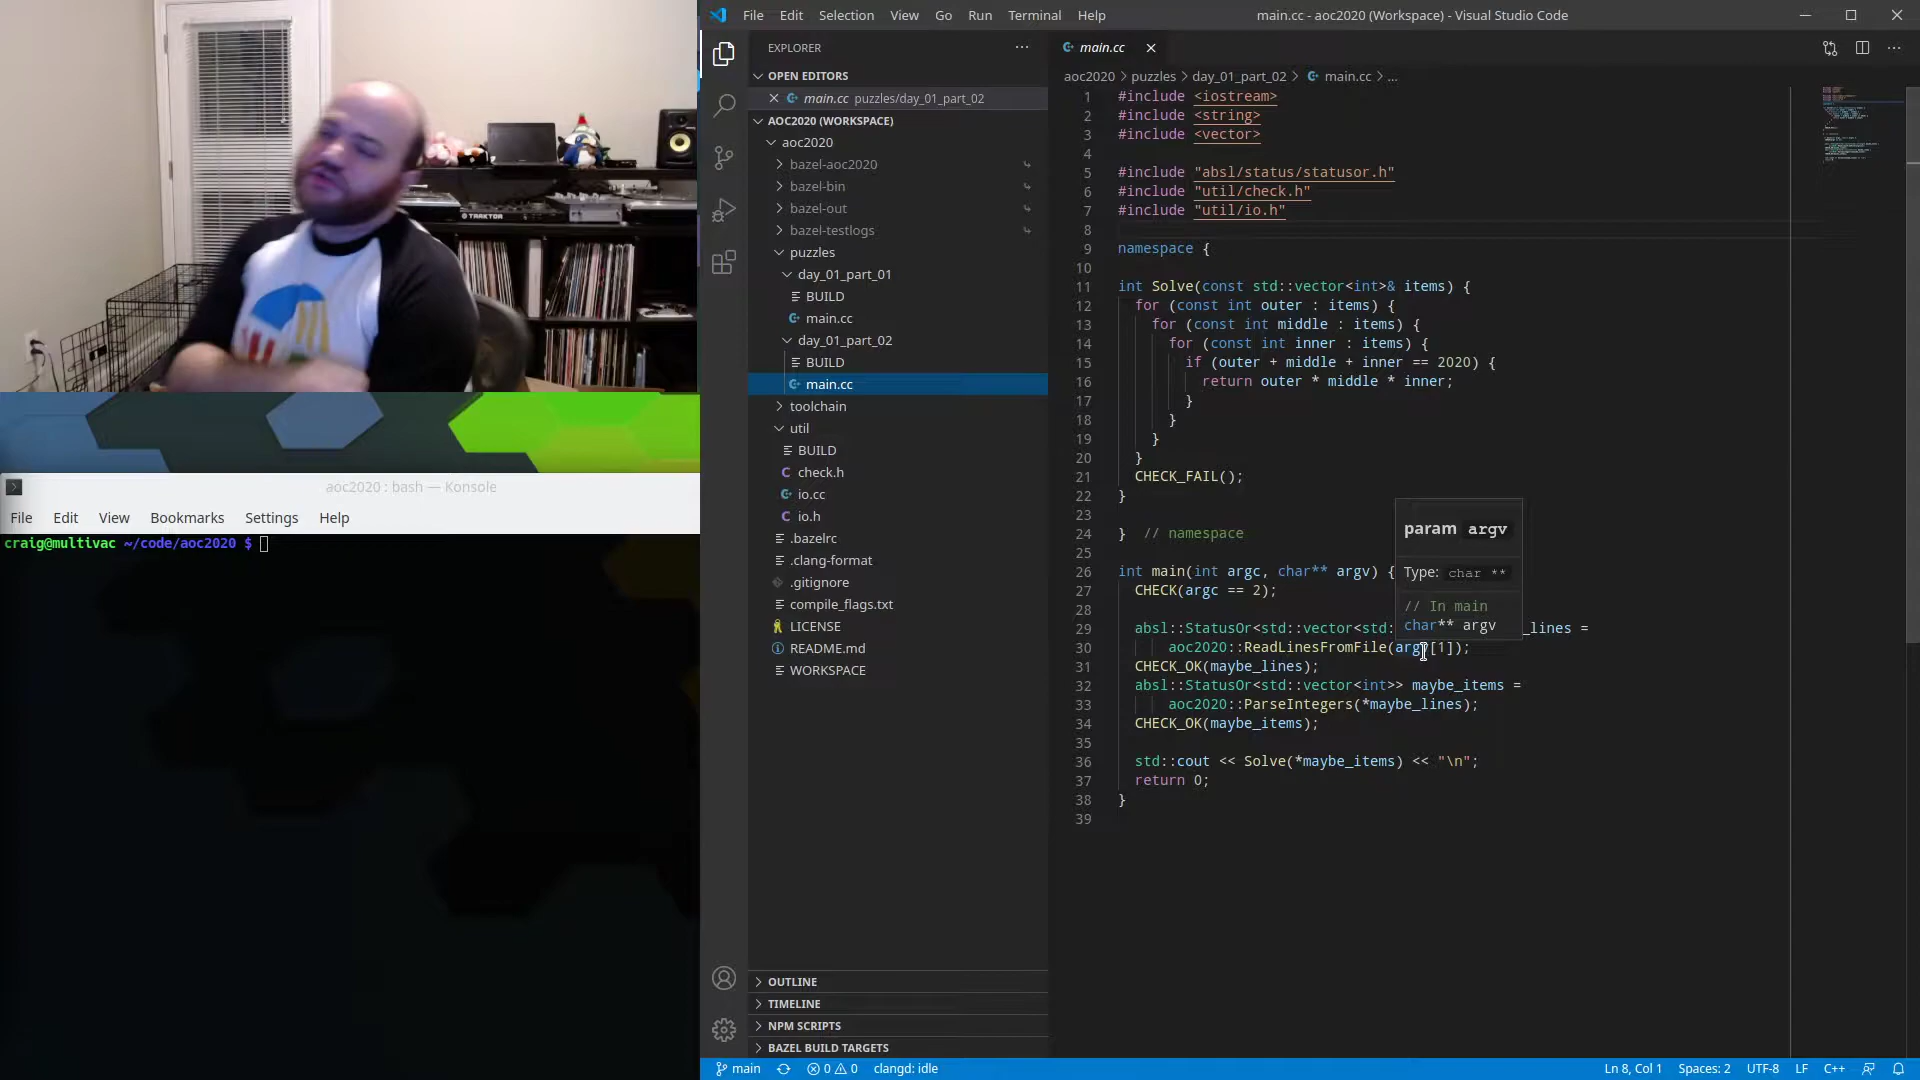 TRAKTOR
aoc2020 : bash — Konsole
File Edit View Bookmarks Settings Help
craig@multivac ~/code/aoc2020 $
File Edit Selection View Go Run Terminal Help
main.cc - aoc2020 (Workspace) - Visual Studio Code
EXPLORER
OPEN EDITORS
main.cc puzzles/day_01_part_02
AOC2020 (WORKSPACE)
aoc2020
bazel-aoc2020
bazel-bin
bazel-out
bazel-testlogs
puzzles
day_01_part_01
BUILD
main.cc
day_01_part_02
BUILD
main.cc
toolchain
util
BUILD
check.h
io.cc
io.h
.bazelrc
.clang-format
.gitignore
compile_flags.txt
LICENSE
README.md
WORKSPACE
OUTLINE
TIMELINE
NPM SCRIPTS
BAZEL BUILD TARGETS
main.cc
aoc2020 > puzzles > day_01_part_02 > main.cc > ...
1 #include <iostream>
2 #include <string>
3 #include <vector>
4
5 #include "absl/status/statusor.h"
6 #include "util/check.h"
7 #include "util/io.h"
8
9 namespace {
10
11 int Solve(const std::vector<int>& items) {
12 for (const int outer : items) {
13 for (const int middle : items) {
14 for (const int inner : items) {
15 if (outer + middle + inner == 2020) {
16 return outer * middle * inner;
17 }
18 }
19 }
20 }
21 CHECK_FAIL();
22 }
23
24 } // namespace
25
26 int main(int argc, char** argv) {
27 CHECK(argc == 2);
28
29 absl::StatusOr<std::vector<std: _lines =
30 aoc2020::ReadLinesFromFile(argv[1]);
31 CHECK_OK(maybe_lines);
32 absl::StatusOr<std::vector<int>> maybe_items =
33 aoc2020::ParseIntegers(*maybe_lines);
34 CHECK_OK(maybe_items);
35
36 std::cout << Solve(*maybe_items) << "\n";
37 return 0;
38 }
39
param argv
Type: char **
// In main
char** argv
main 0 0 clangd: idle
Ln 8, Col 1 Spaces: 2 UTF-8 LF C++